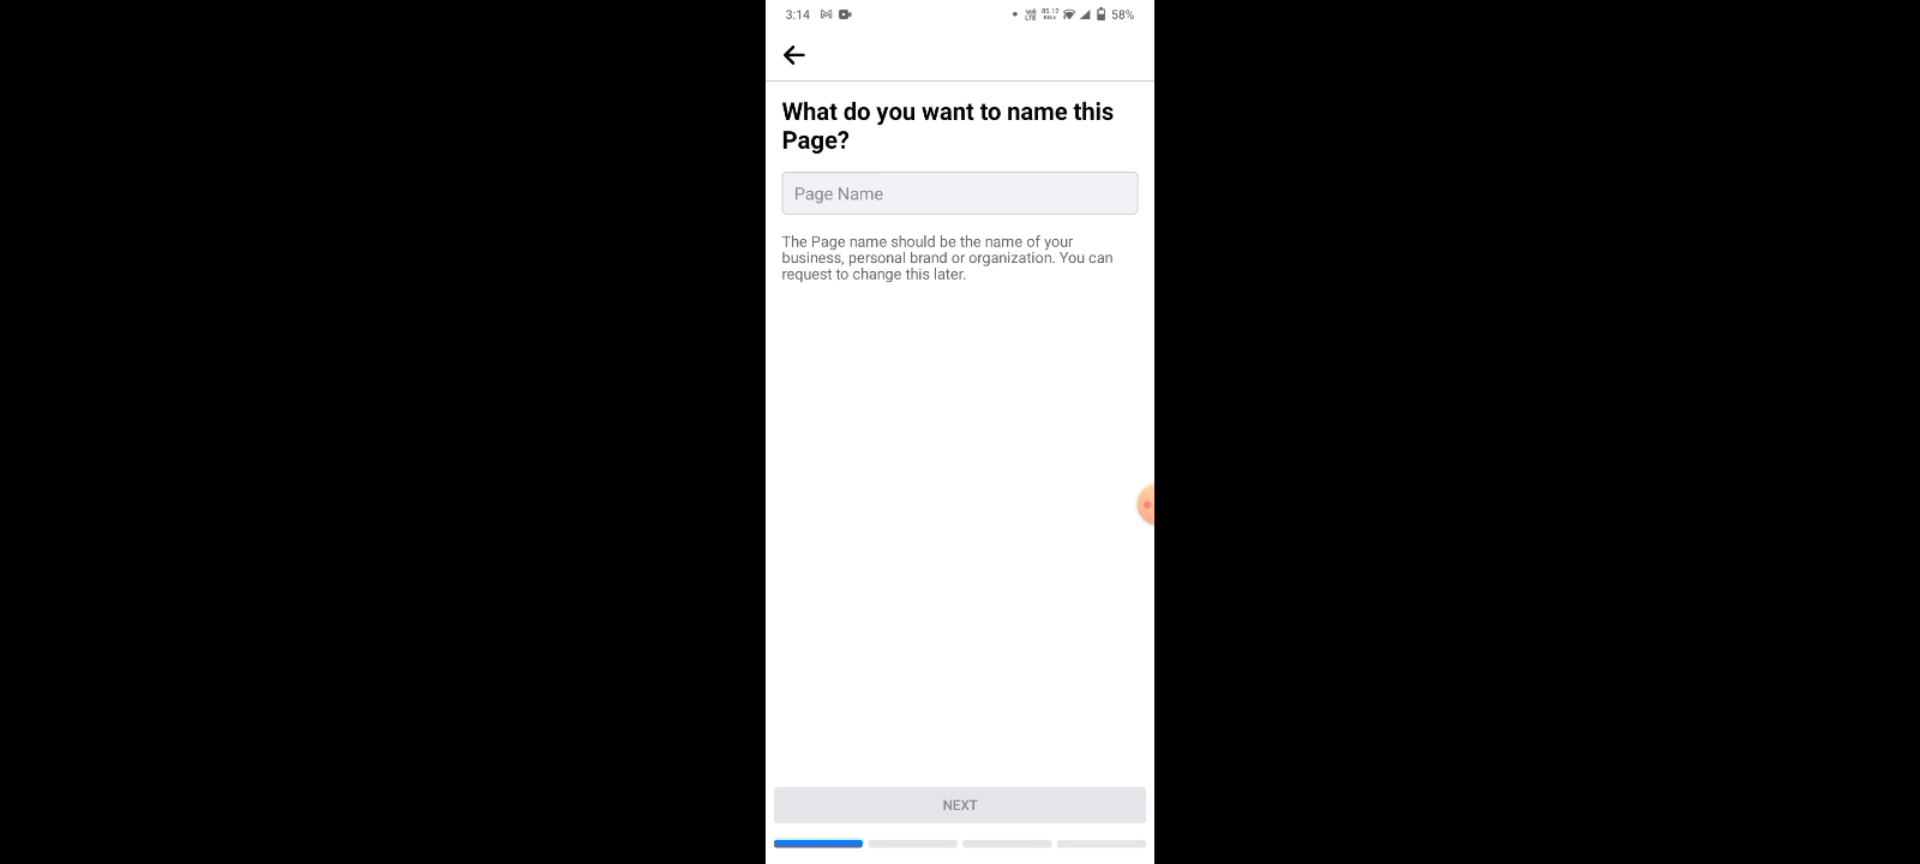 3:14 58%
What do you want to name this
Page?
Page Name
The Page name should be the name of your
business, personal brand or organization. You can
request to change this later.
NEXT